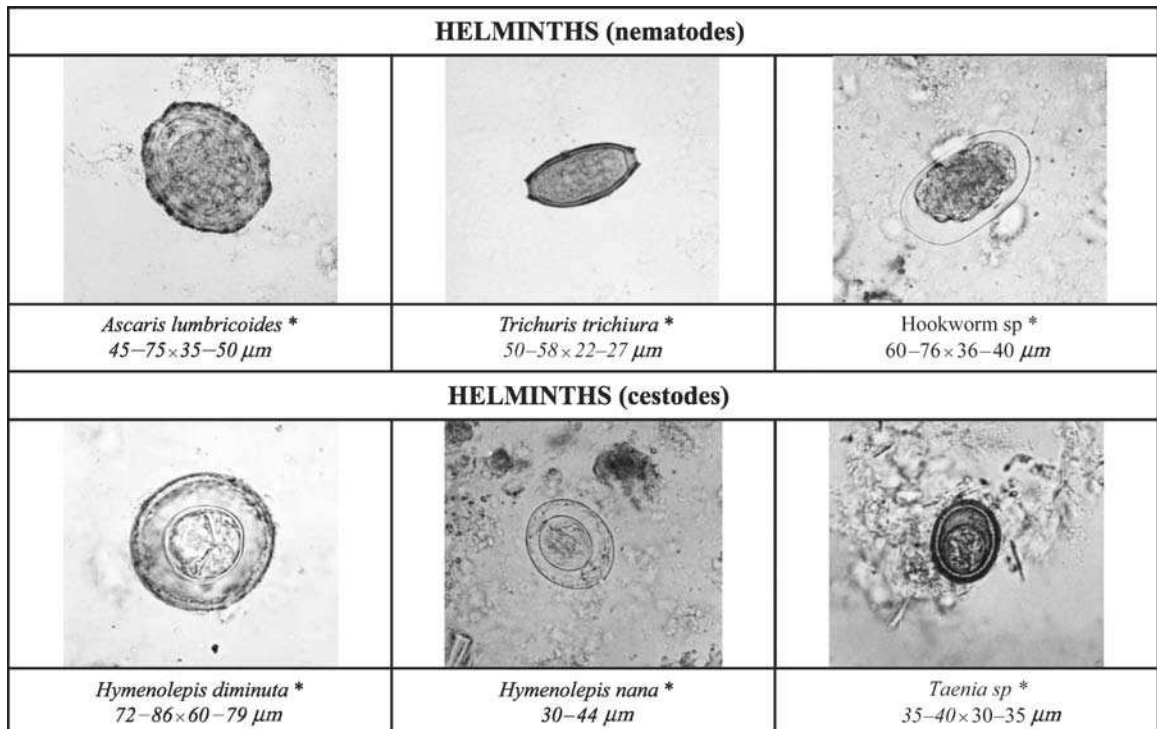 HELMINTHS (nematodes)
Ascaris lumbricoides *
45–75×35–50 μm
Trichuris trichiura *
50–58×22–27 μm
Hookworm sp *
60–76×36–40 μm
HELMINTHS (cestodes)
Hymenolepis diminuta *
72–86×60–79 μm
Hymenolepis nana *
30–44 μm
Taenia sp *
35–40×30–35 μm